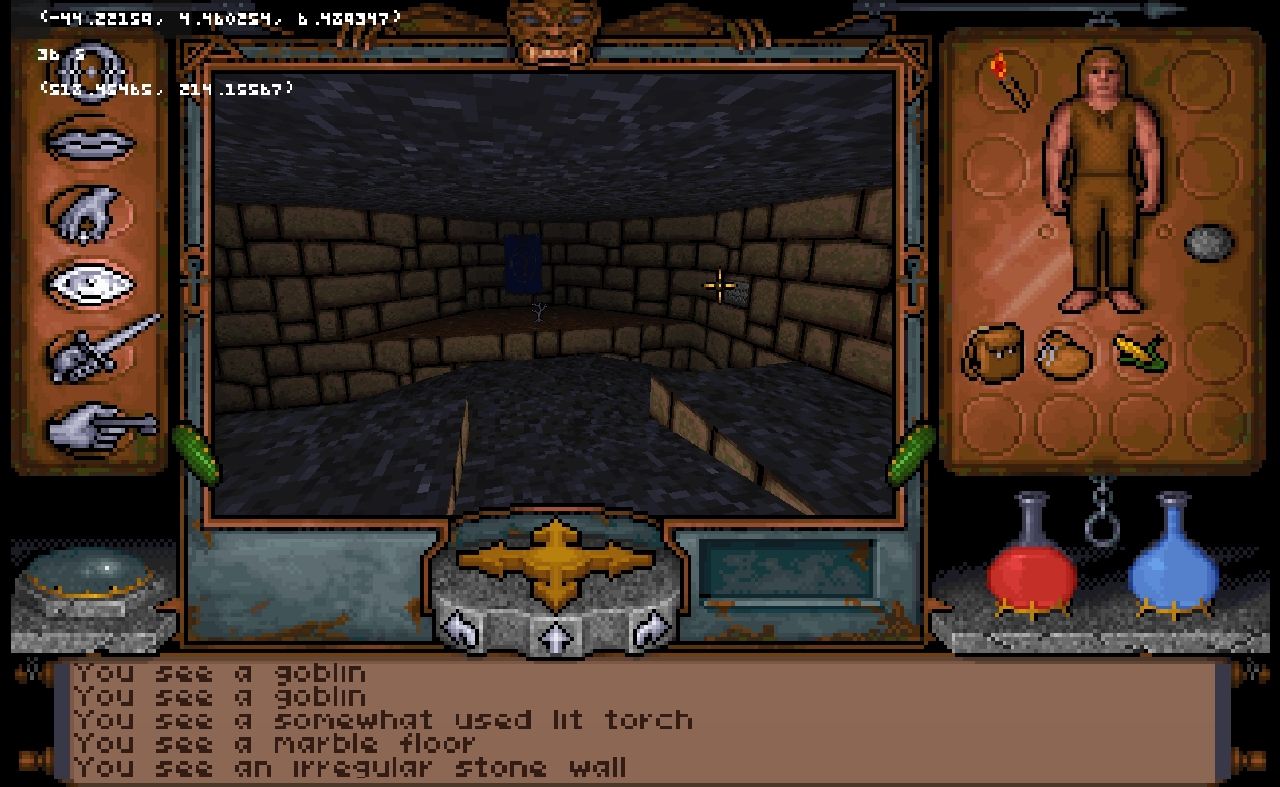 (-44.22159, 4.460254, 6.489347)
36 5
(518.45465, 214.15567)
You see a goblin
You see a goblin
You see a somewhat used lit torch
You see a marble floor
You see an irregular stone wall